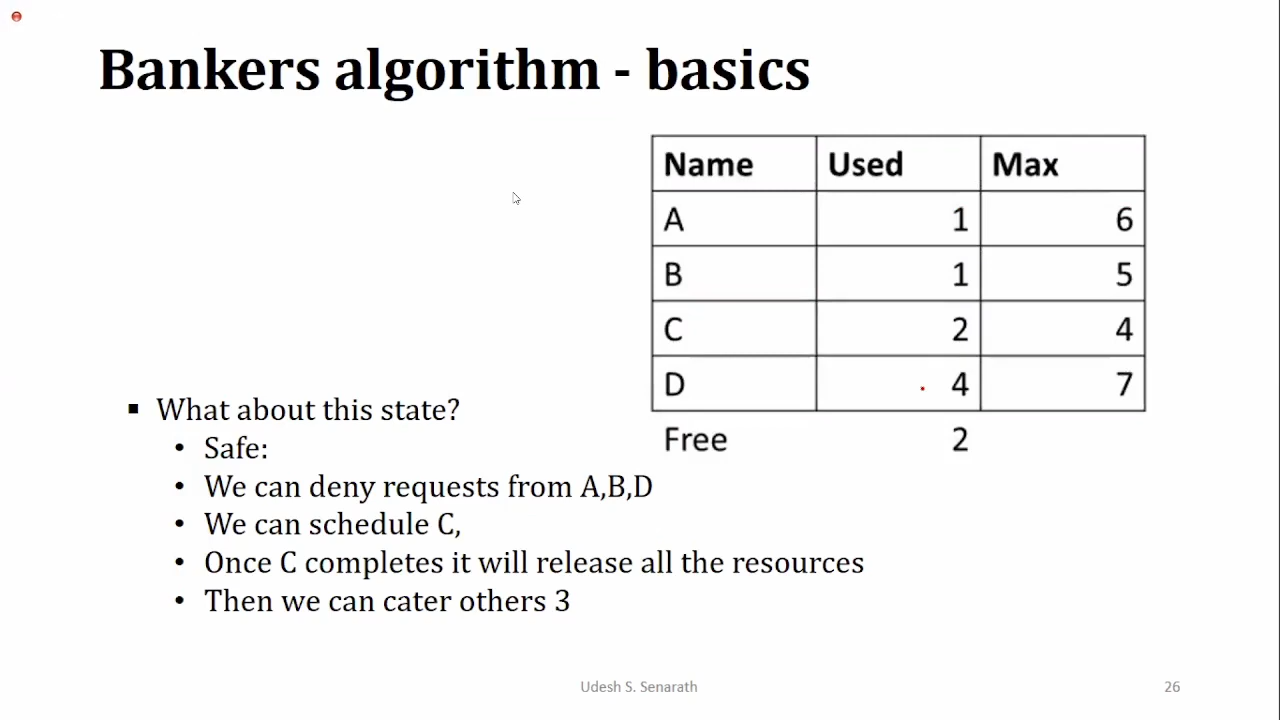 Bankers algorithm - basics
Name Used Max
A 1 6
B 1 5
C 2 4
D 4 7
Free 2
▪ What about this state?
• Safe:
• We can deny requests from A,B,D
• We can schedule C,
• Once C completes it will release all the resources
• Then we can cater others 3
Udesh S. Senarath
26